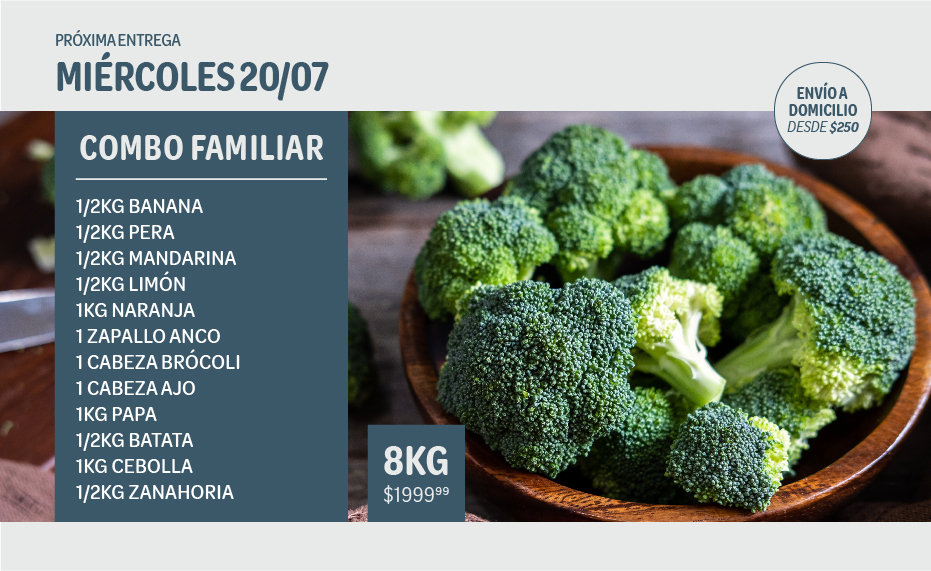 PRÓXIMA ENTREGA
MIÉRCOLES 20/07
ENVÍO A
DOMICILIO
DESDE $250
COMBO FAMILIAR
1/2KG BANANA
1/2KG PERA
1/2KG MANDARINA
1/2KG LIMÓN
1KG NARANJA
1 ZAPALLO ANCO
1 CABEZA BRÓCOLI
1 CABEZA AJO
1KG PAPA
1/2KG BATATA
1KG CEBOLLA
1/2KG ZANAHORIA
8KG
$1999⁹⁹